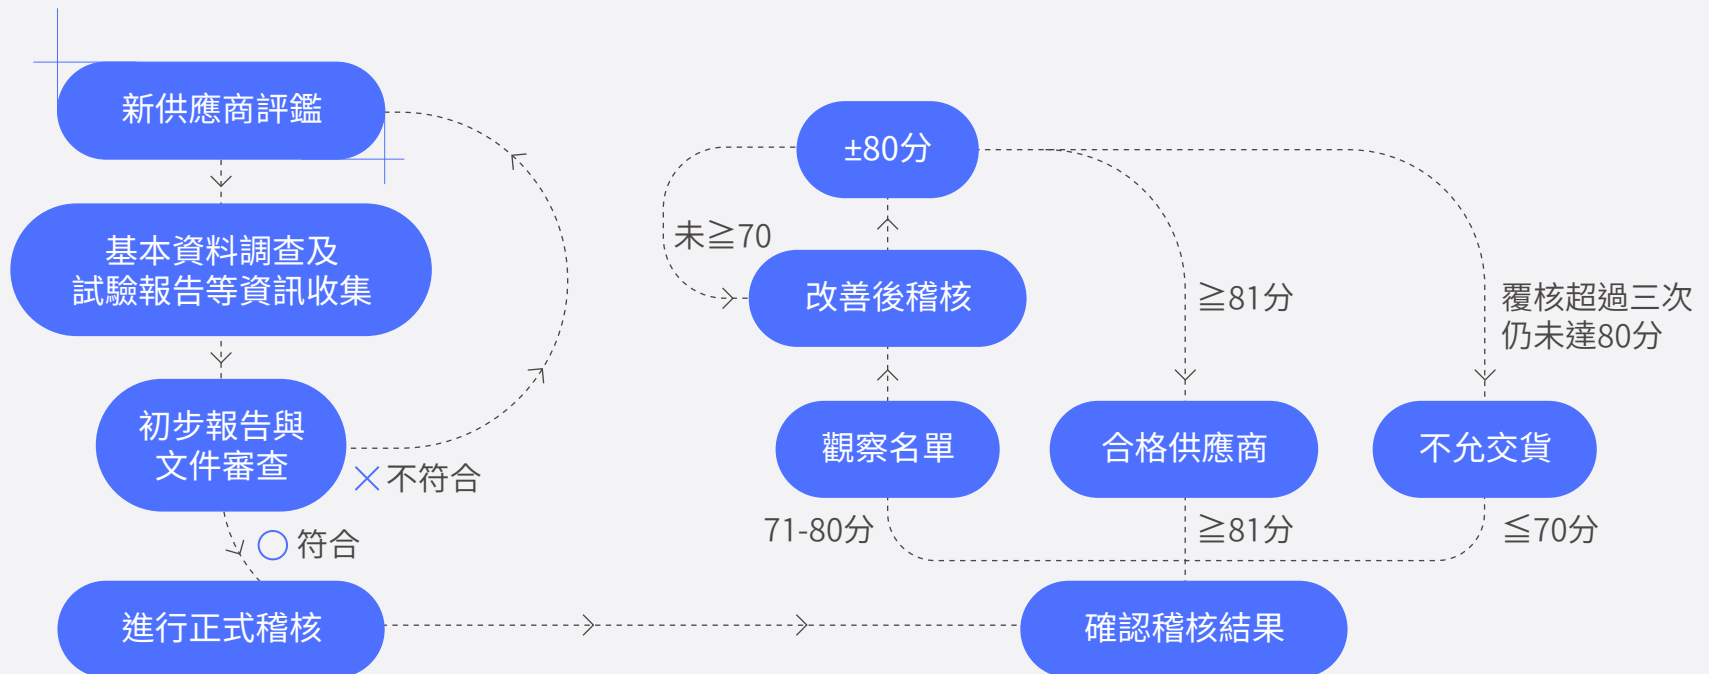 新供應商評鑑
基本資料調查及
試驗報告等資訊收集
初步報告與
文件審查
不符合
符合
進行正式稽核
±80分
未≧70
改善後稽核
≧81分
覆核超過三次
仍未達80分
觀察名單
合格供應商
不允交貨
71-80分
≧81分
≦70分
確認稽核結果